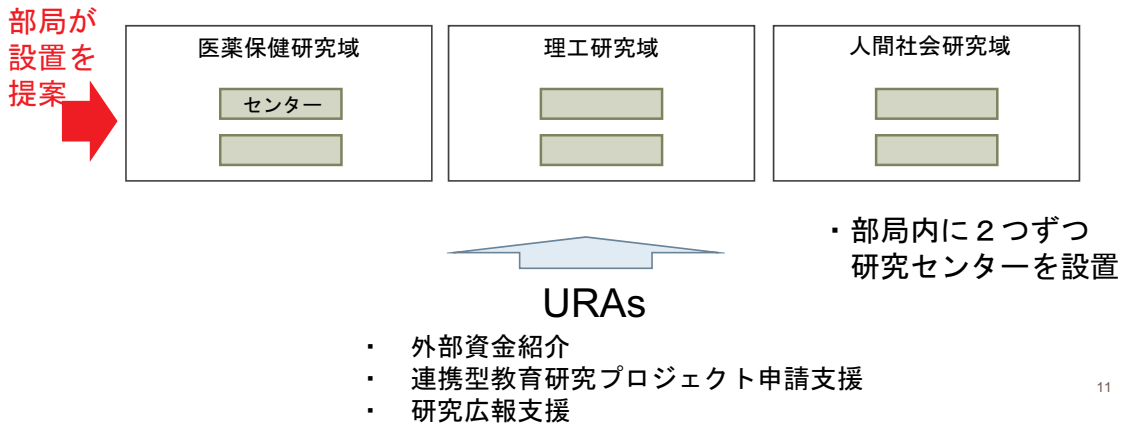 部局が
設置を
提案
医薬保健研究域
センター
理工研究域
人間社会研究域
・部局内に２つずつ
研究センターを設置
URAs
・ 外部資金紹介
・ 連携型教育研究プロジェクト申請支援
・ 研究広報支援
11